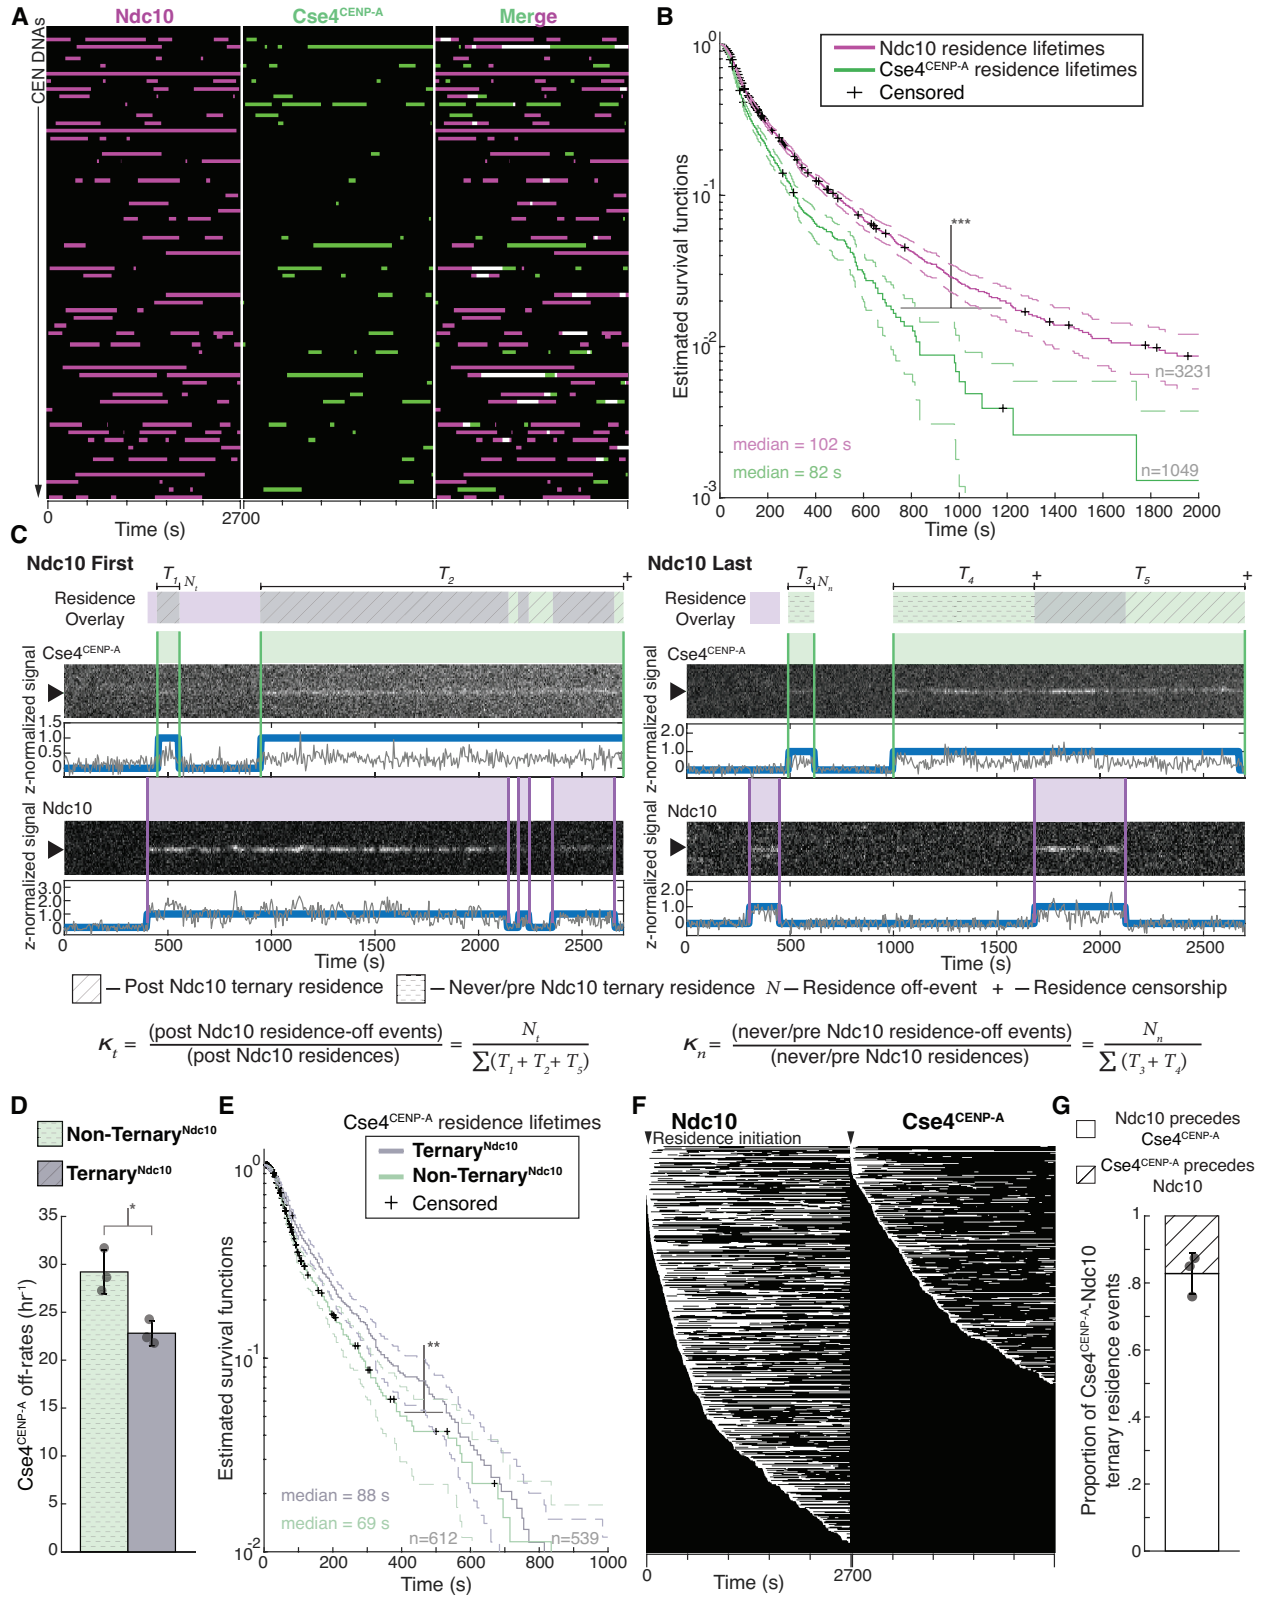 A
Ndc10
Cse4CENP-A
Merge
CEN DNAs
0
2700
Time (s)
B
Ndc10 residence lifetimes
Cse4CENP-A residence lifetimes
Censored
Estimated survival functions
10 0
10 -1
10 -2
10 -3
***
n=3231
n=1049
median = 102 s
median = 82 s
0 200 400 600 800 1000 1200 1400 1600 1800 2000
Time (s)
C
Ndc10 First
T1 Nt T2 +
Residence
Overlay
Cse4CENP-A
z-normalized signal
1.5
1.0
0.5
0
Ndc10
z-normalized signal
3.0
2.0
1.0
0
0 500 1000 1500 2000 2500
Time (s)
Ndc10 Last
T3 Nn T4 + T5 +
Residence
Overlay
Cse4CENP-A
z-normalized signal
2.0
1.0
0
Ndc10
z-normalized signal
2.0
1.0
0
0 500 1000 1500 2000 2500
Time (s)
– Post Ndc10 ternary residence – Never/pre Ndc10 ternary residence N – Residence off-event + – Residence censorship
κt = (post Ndc10 residence-off events) / (post Ndc10 residences) = Nt / ∑(T1 + T2 + T5)
κn = (never/pre Ndc10 residence-off events) / (never/pre Ndc10 residences) = Nn / ∑ (T3 + T4)
D
Non-TernaryNdc10
TernaryNdc10
Cse4CENP-A off-rates (hr-1)
35
30
25
20
15
10
5
0
*
E
Cse4CENP-A residence lifetimes
TernaryNdc10
Non-TernaryNdc10
Censored
Estimated survival functions
10 0
10 -1
10 -2
**
median = 88 s
median = 69 s
n=612
n=539
0 200 400 600 800 1000
Time (s)
F
Ndc10
Cse4CENP-A
Residence initiation
0
2700
Time (s)
G
Ndc10 precedes
Cse4CENP-A
Cse4CENP-A precedes
Ndc10
Proportion of Cse4CENP-A-Ndc10
ternary residence events
1
.8
.6
.4
.2
0